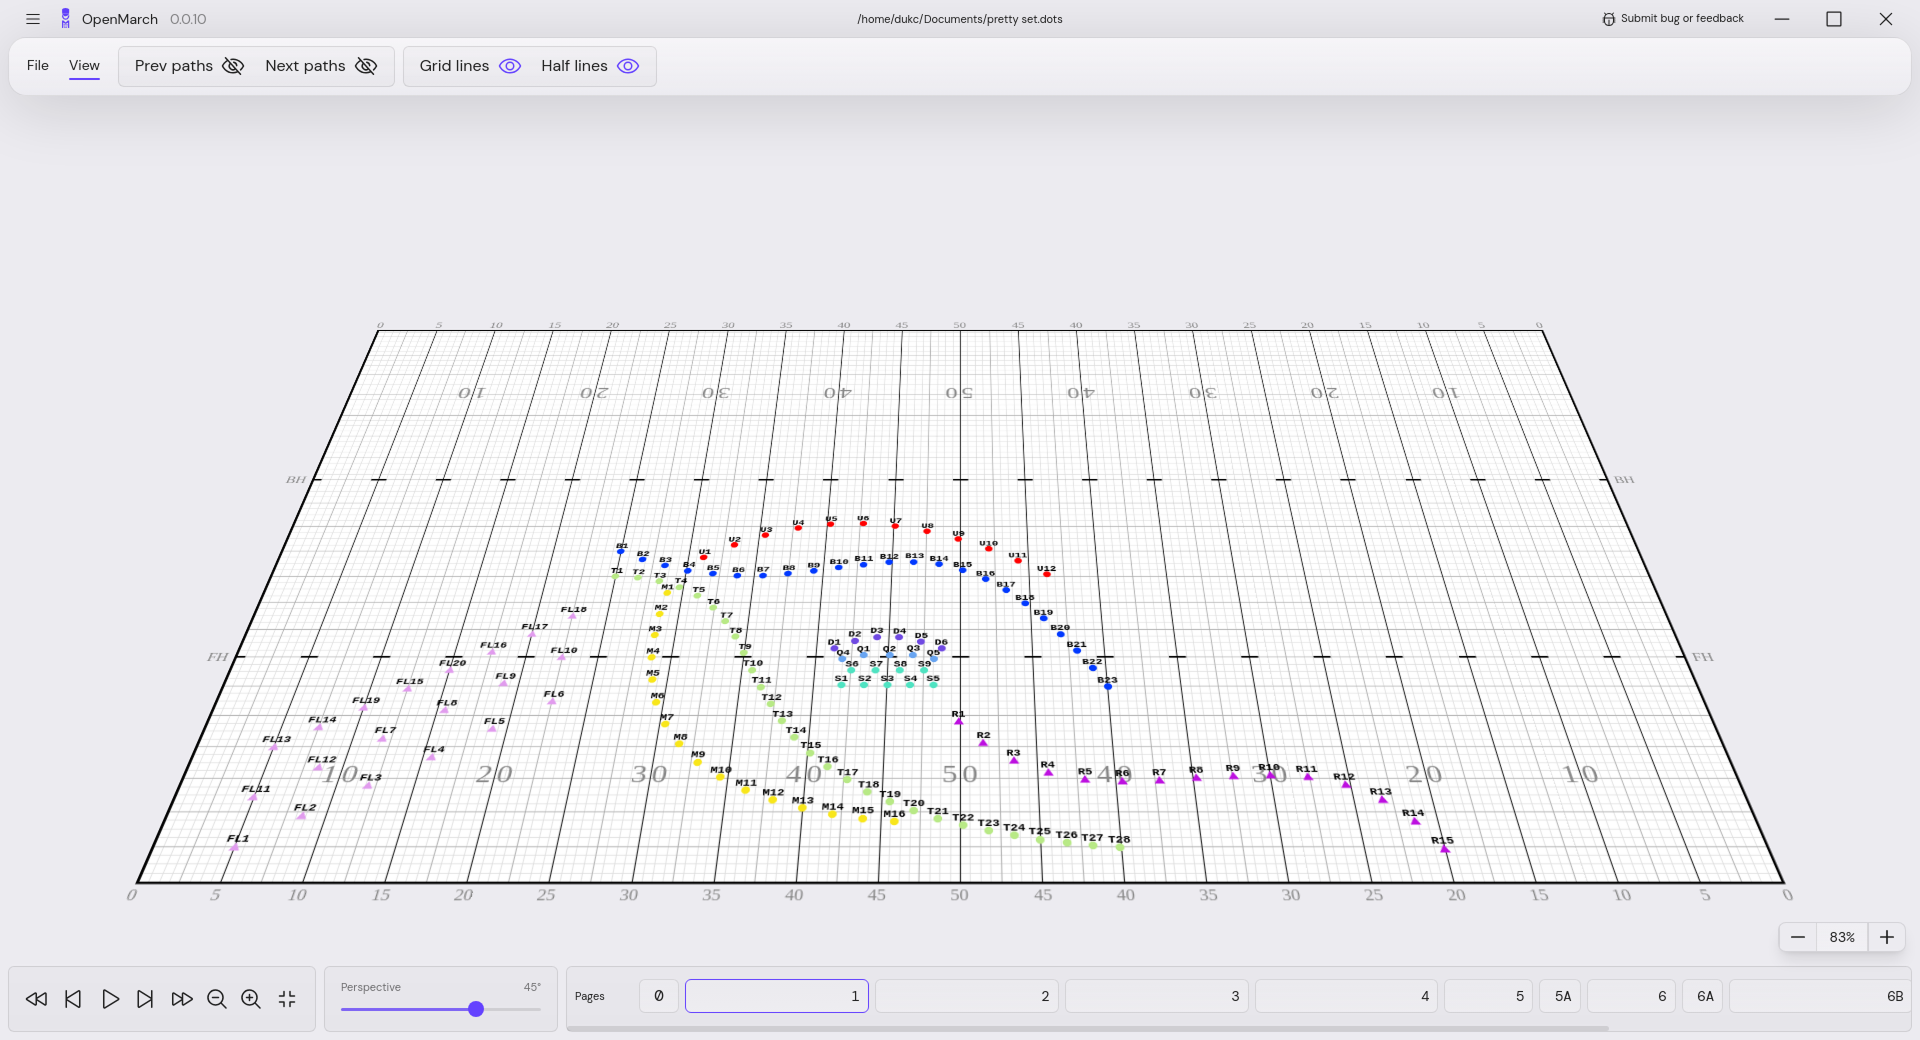 OpenMarch 0.0.10 /home/dukc/Documents/pretty set.dots Submit bug or feedback
File View Prev paths Next paths Grid lines Half lines
0 5 10 15 20 25 30 35 40 45 50 45 40 35 30 25 20 15 10 5 0
10 20 30 40 50 40 30 20 10
BH BH
U1 U2 U3 U4 U5 U6 U7 U8 U9 U10 U11 U12
B1 B2 B3 B4 B5 B6 B7 B8 B9 B10 B11 B12 B13 B14 B15 B16 B17 B18 B19 B20 B21 B22 B23
T1 T2 T3 T4 T5 T6 T7 T8 T9 T10 T11 T12 T13 T14 T15 T16 T17 T18 T19 T20 T21 T22 T23 T24 T25 T26 T27 T28
M1 M2 M3 M4 M5 M6 M7 M8 M9 M10 M11 M12 M13 M14 M15 M16
D1 D2 D3 D4 D5 D6
Q4 Q1 Q2 Q3 Q5
S6 S7 S8 S9
S1 S2 S3 S4 S5
FH FH
FL18
FL17
FL16 FL10
FL20
FL15 FL9
FL19 FL8 FL6
FL14 FL7 FL5
FL13 FL12 FL4
FL11 FL3
FL2
FL1
R1 R2 R3 R4 R5 R6 R7 R8 R9 R10 R11 R12 R13 R14 R15
10 20 30 40 50 40 30 20 10
0 5 10 15 20 25 30 35 40 45 50 45 40 35 30 25 20 15 10 5 0
83%
Perspective 45°
Pages 0 1 2 3 4 5 5A 6 6A 6B